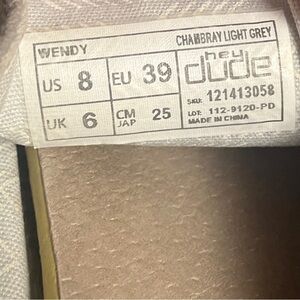 WENDY CHAMBRAY LIGHT GREY
US 8 EU 39 hey dude
SKU: 121413058
UK 6 CM JAP 25 LOT: 112-9120-PD
MADE IN CHINA